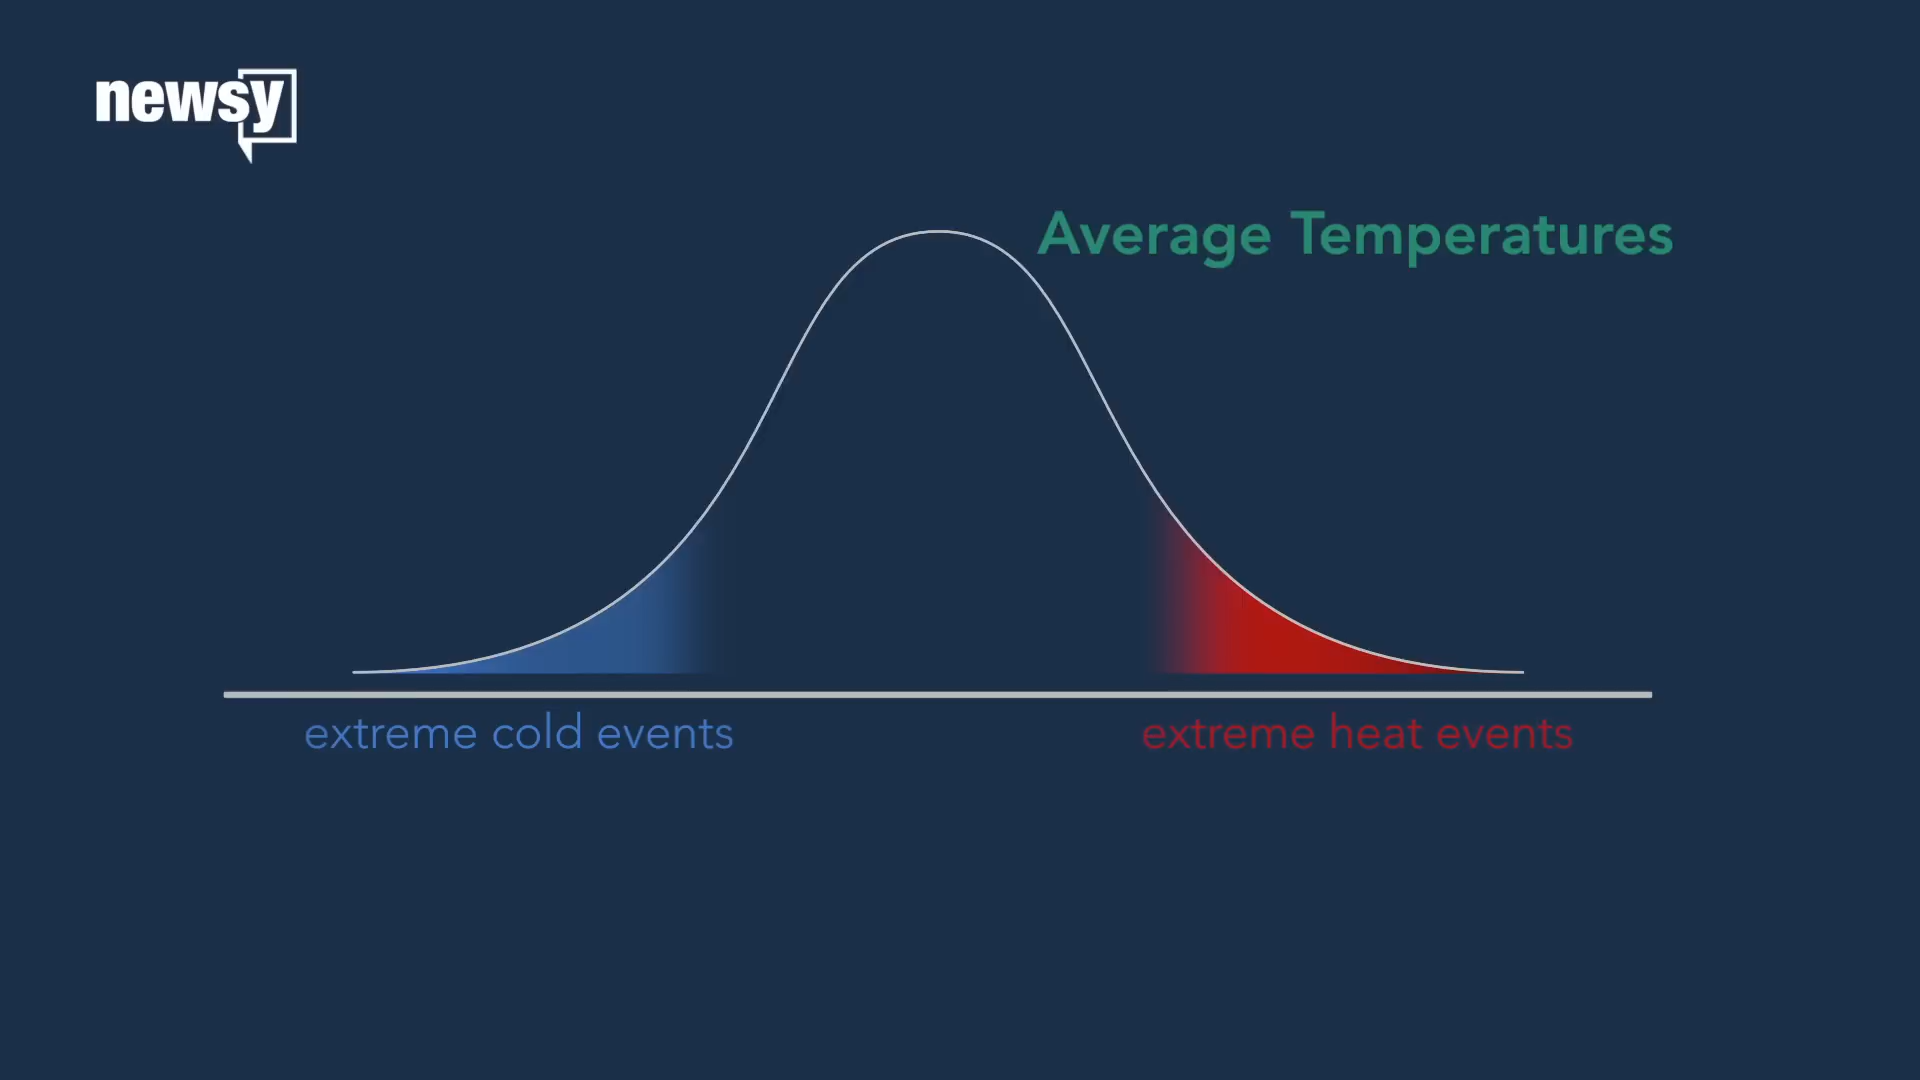 newsy
Average Temperatures
extreme cold events
extreme heat events